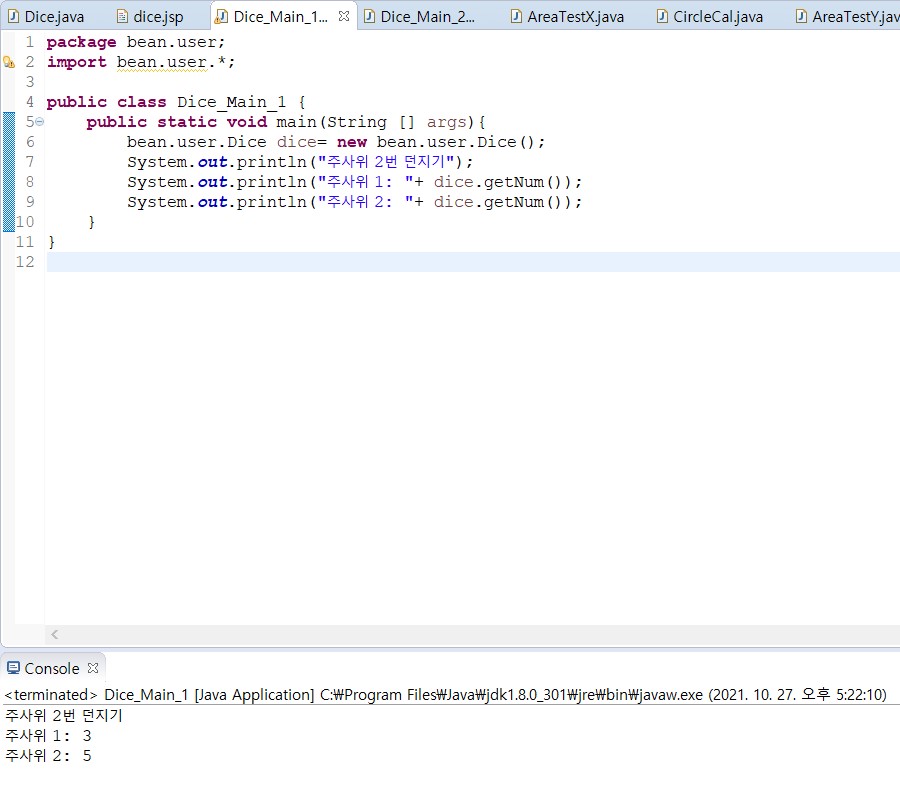 Dice.java dice.jsp Dice_Main_1... Dice_Main_2... AreaTestX.java CircleCal.java AreaTestY.jav
1 package bean.user;
2 import bean.user.*;
3
4 public class Dice_Main_1 {
5 public static void main(String [] args){
6 bean.user.Dice dice= new bean.user.Dice();
7 System.out.println("주사위 2번 던지기");
8 System.out.println("주사위 1: "+ dice.getNum());
9 System.out.println("주사위 2: "+ dice.getNum());
10 }
11 }
12
Console
<terminated> Dice_Main_1 [Java Application] C:₩Program Files₩Java₩jdk1.8.0_301₩jre₩bin₩javaw.exe (2021. 10. 27. 오후 5:22:10)
주사위 2번 던지기
주사위 1: 3
주사위 2: 5